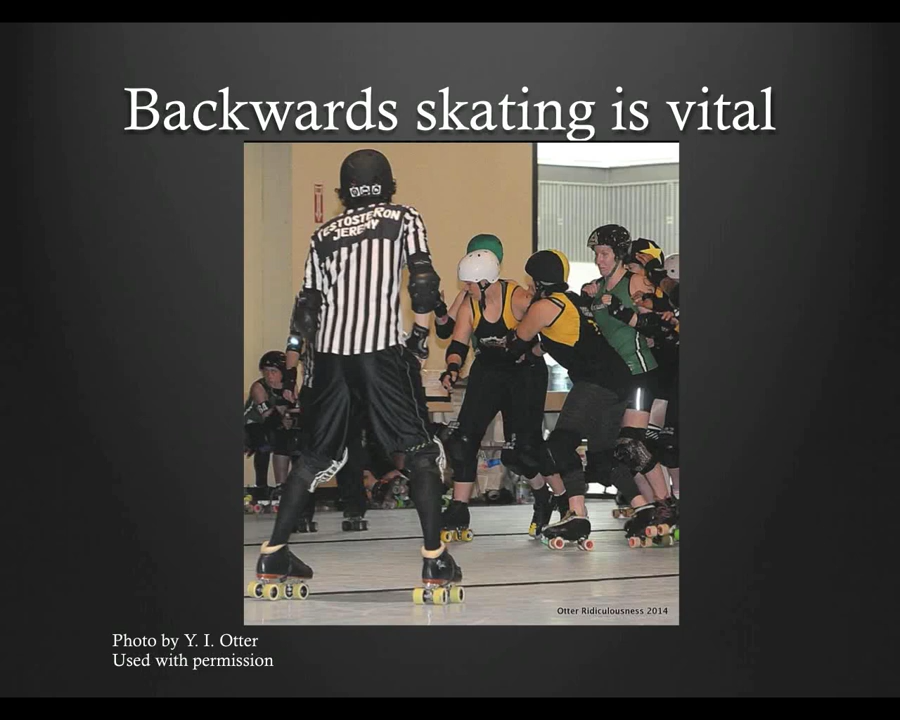 Backwards skating is vital
TESTOSTERON
JEREMY
Otter Ridiculousness 2014
Photo by Y. I. Otter
Used with permission